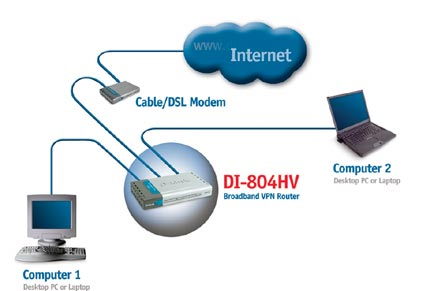 www.
Internet
Cable/DSL Modem
DI-804HV
Broadband VPN Router
Computer 2
Desktop PC or Laptop
Computer 1
Desktop PC or Laptop